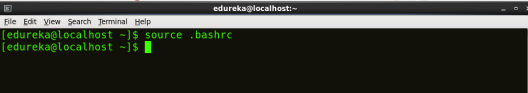 edureka@localhost:~
File Edit View Search Terminal Help
[edureka@localhost ~]$ source .bashrc
[edureka@localhost ~]$